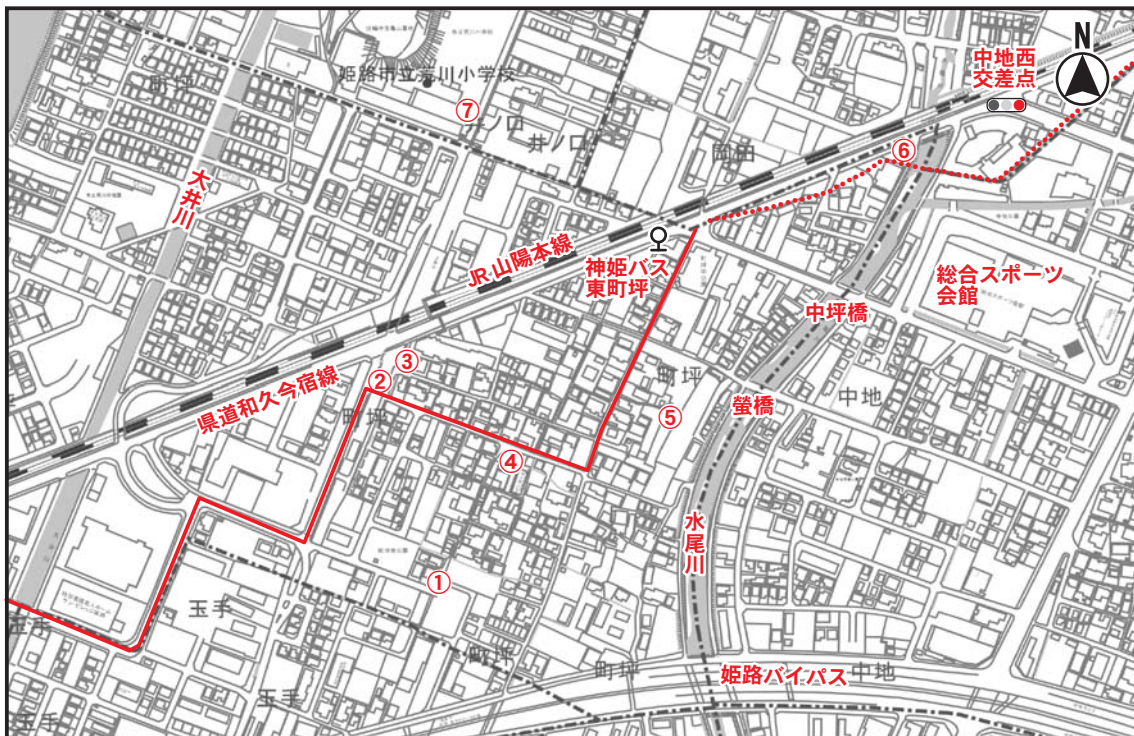 町坪
姫路市立荒川小学校
⑦
井ノ口
井ノ口
岡田
中地西
交差点
N
⑥
大井川
JR山陽本線
神姫バス
東町坪
総合スポーツ
会館
中坪橋
県道和久今宿線
③
②
町坪
町坪
⑤
螢橋
中地
④
水尾川
①
玉手
玉手
町坪
町坪
姫路バイパス
中地
玉手
玉手